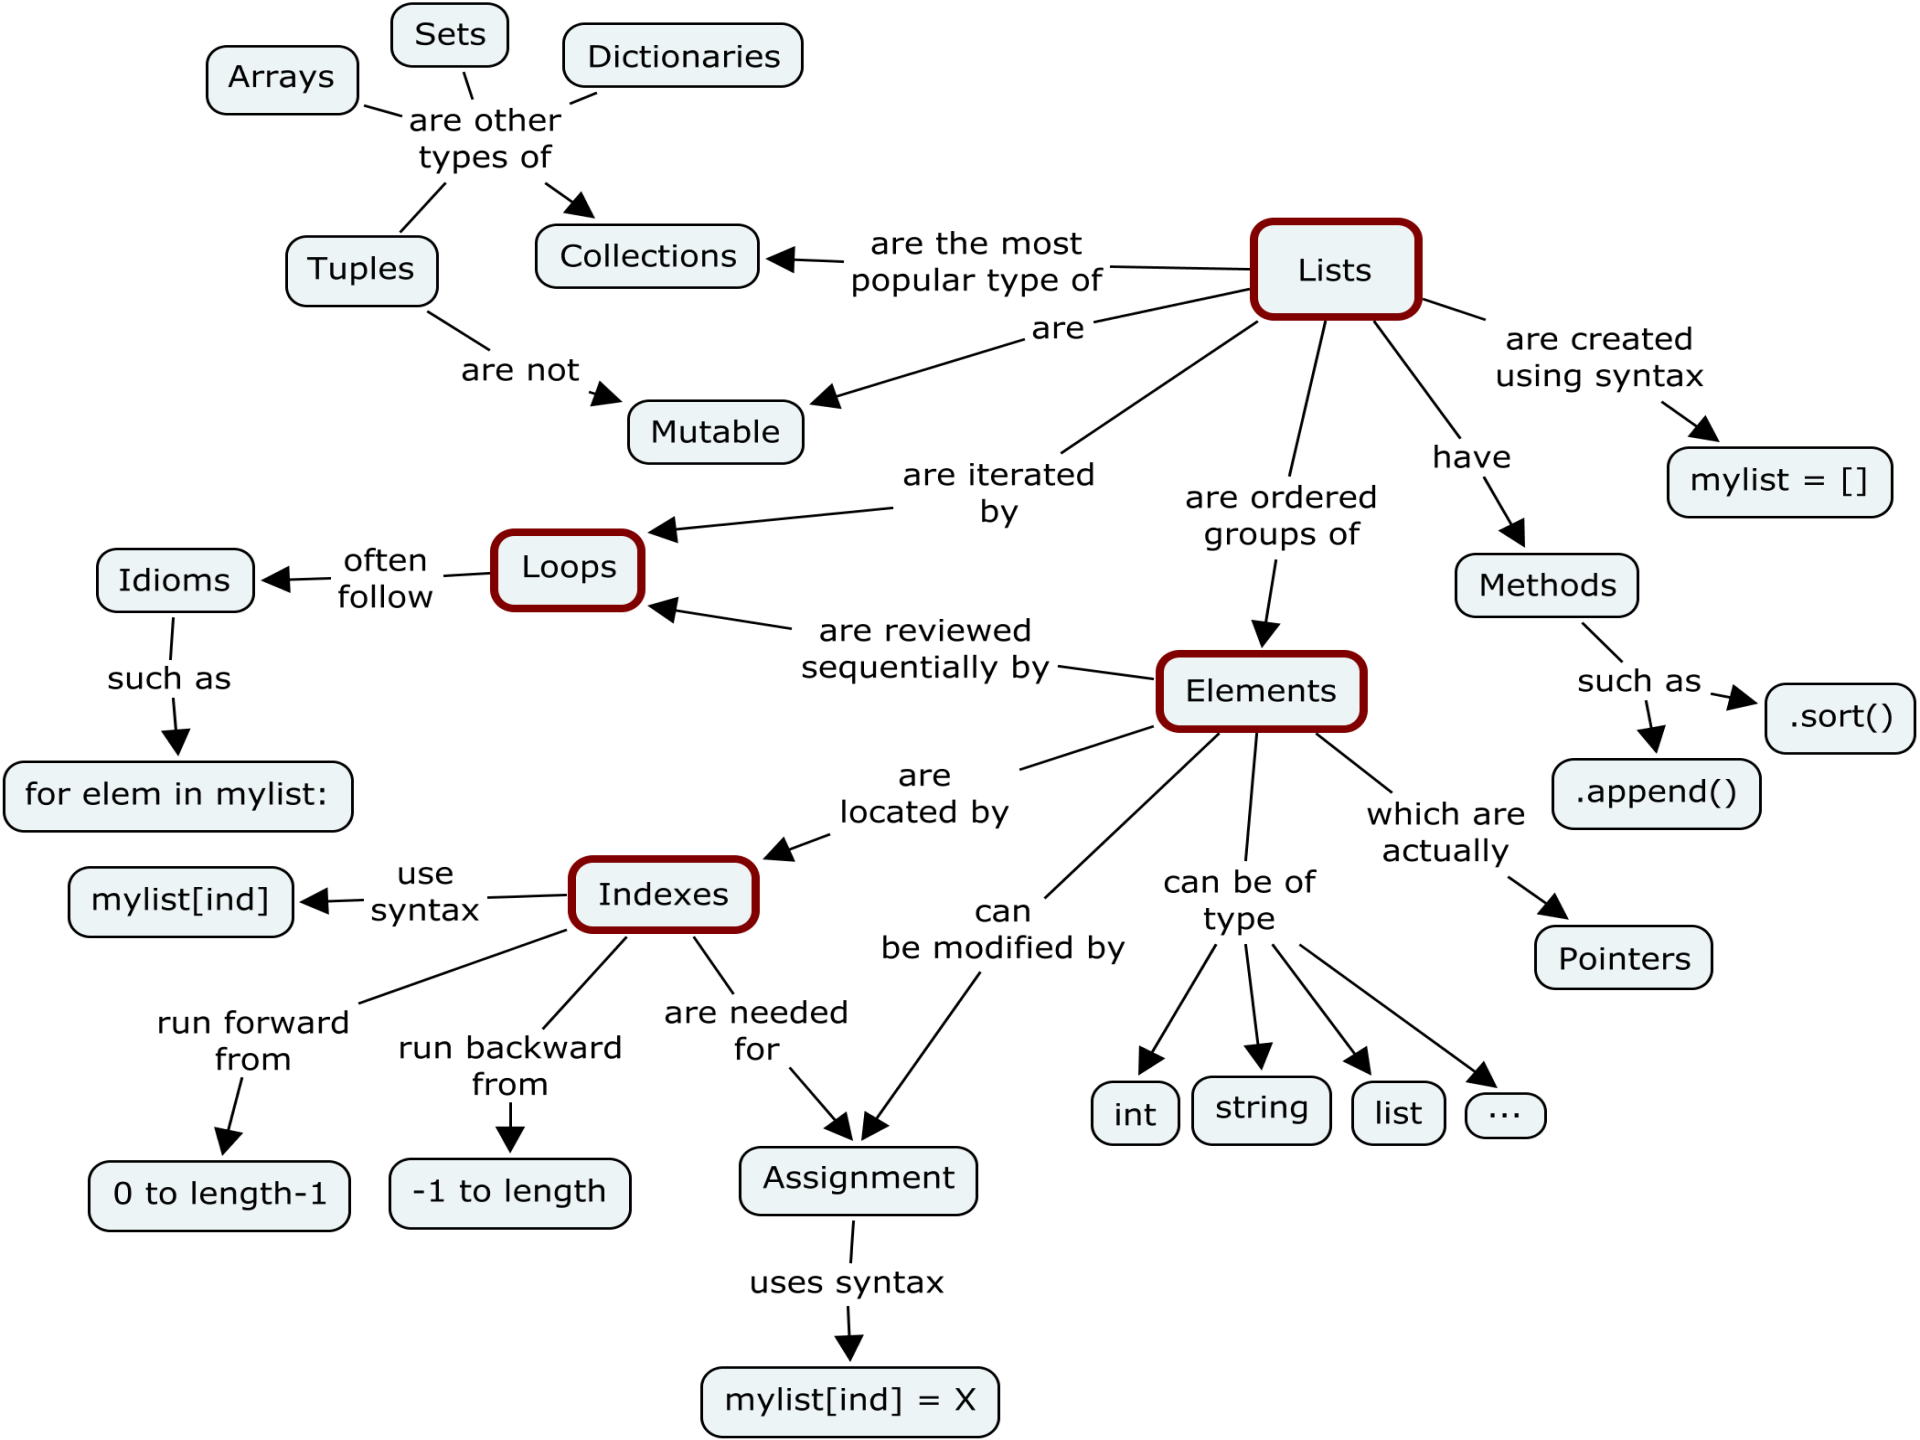 Sets
Dictionaries
Arrays
are other
types of
Tuples
Collections
are the most
popular type of
Lists
are
are not
Mutable
are created
using syntax
mylist = []
have
are iterated
by
are ordered
groups of
Methods
such as
.sort()
.append()
Loops
often
follow
Idioms
such as
for elem in mylist:
are reviewed
sequentially by
Elements
are
located by
which are
actually
Pointers
can be of
type
int
string
list
...
can
be modified by
Indexes
use
syntax
mylist[ind]
run forward
from
0 to length-1
run backward
from
-1 to length
are needed
for
Assignment
uses syntax
mylist[ind] = X